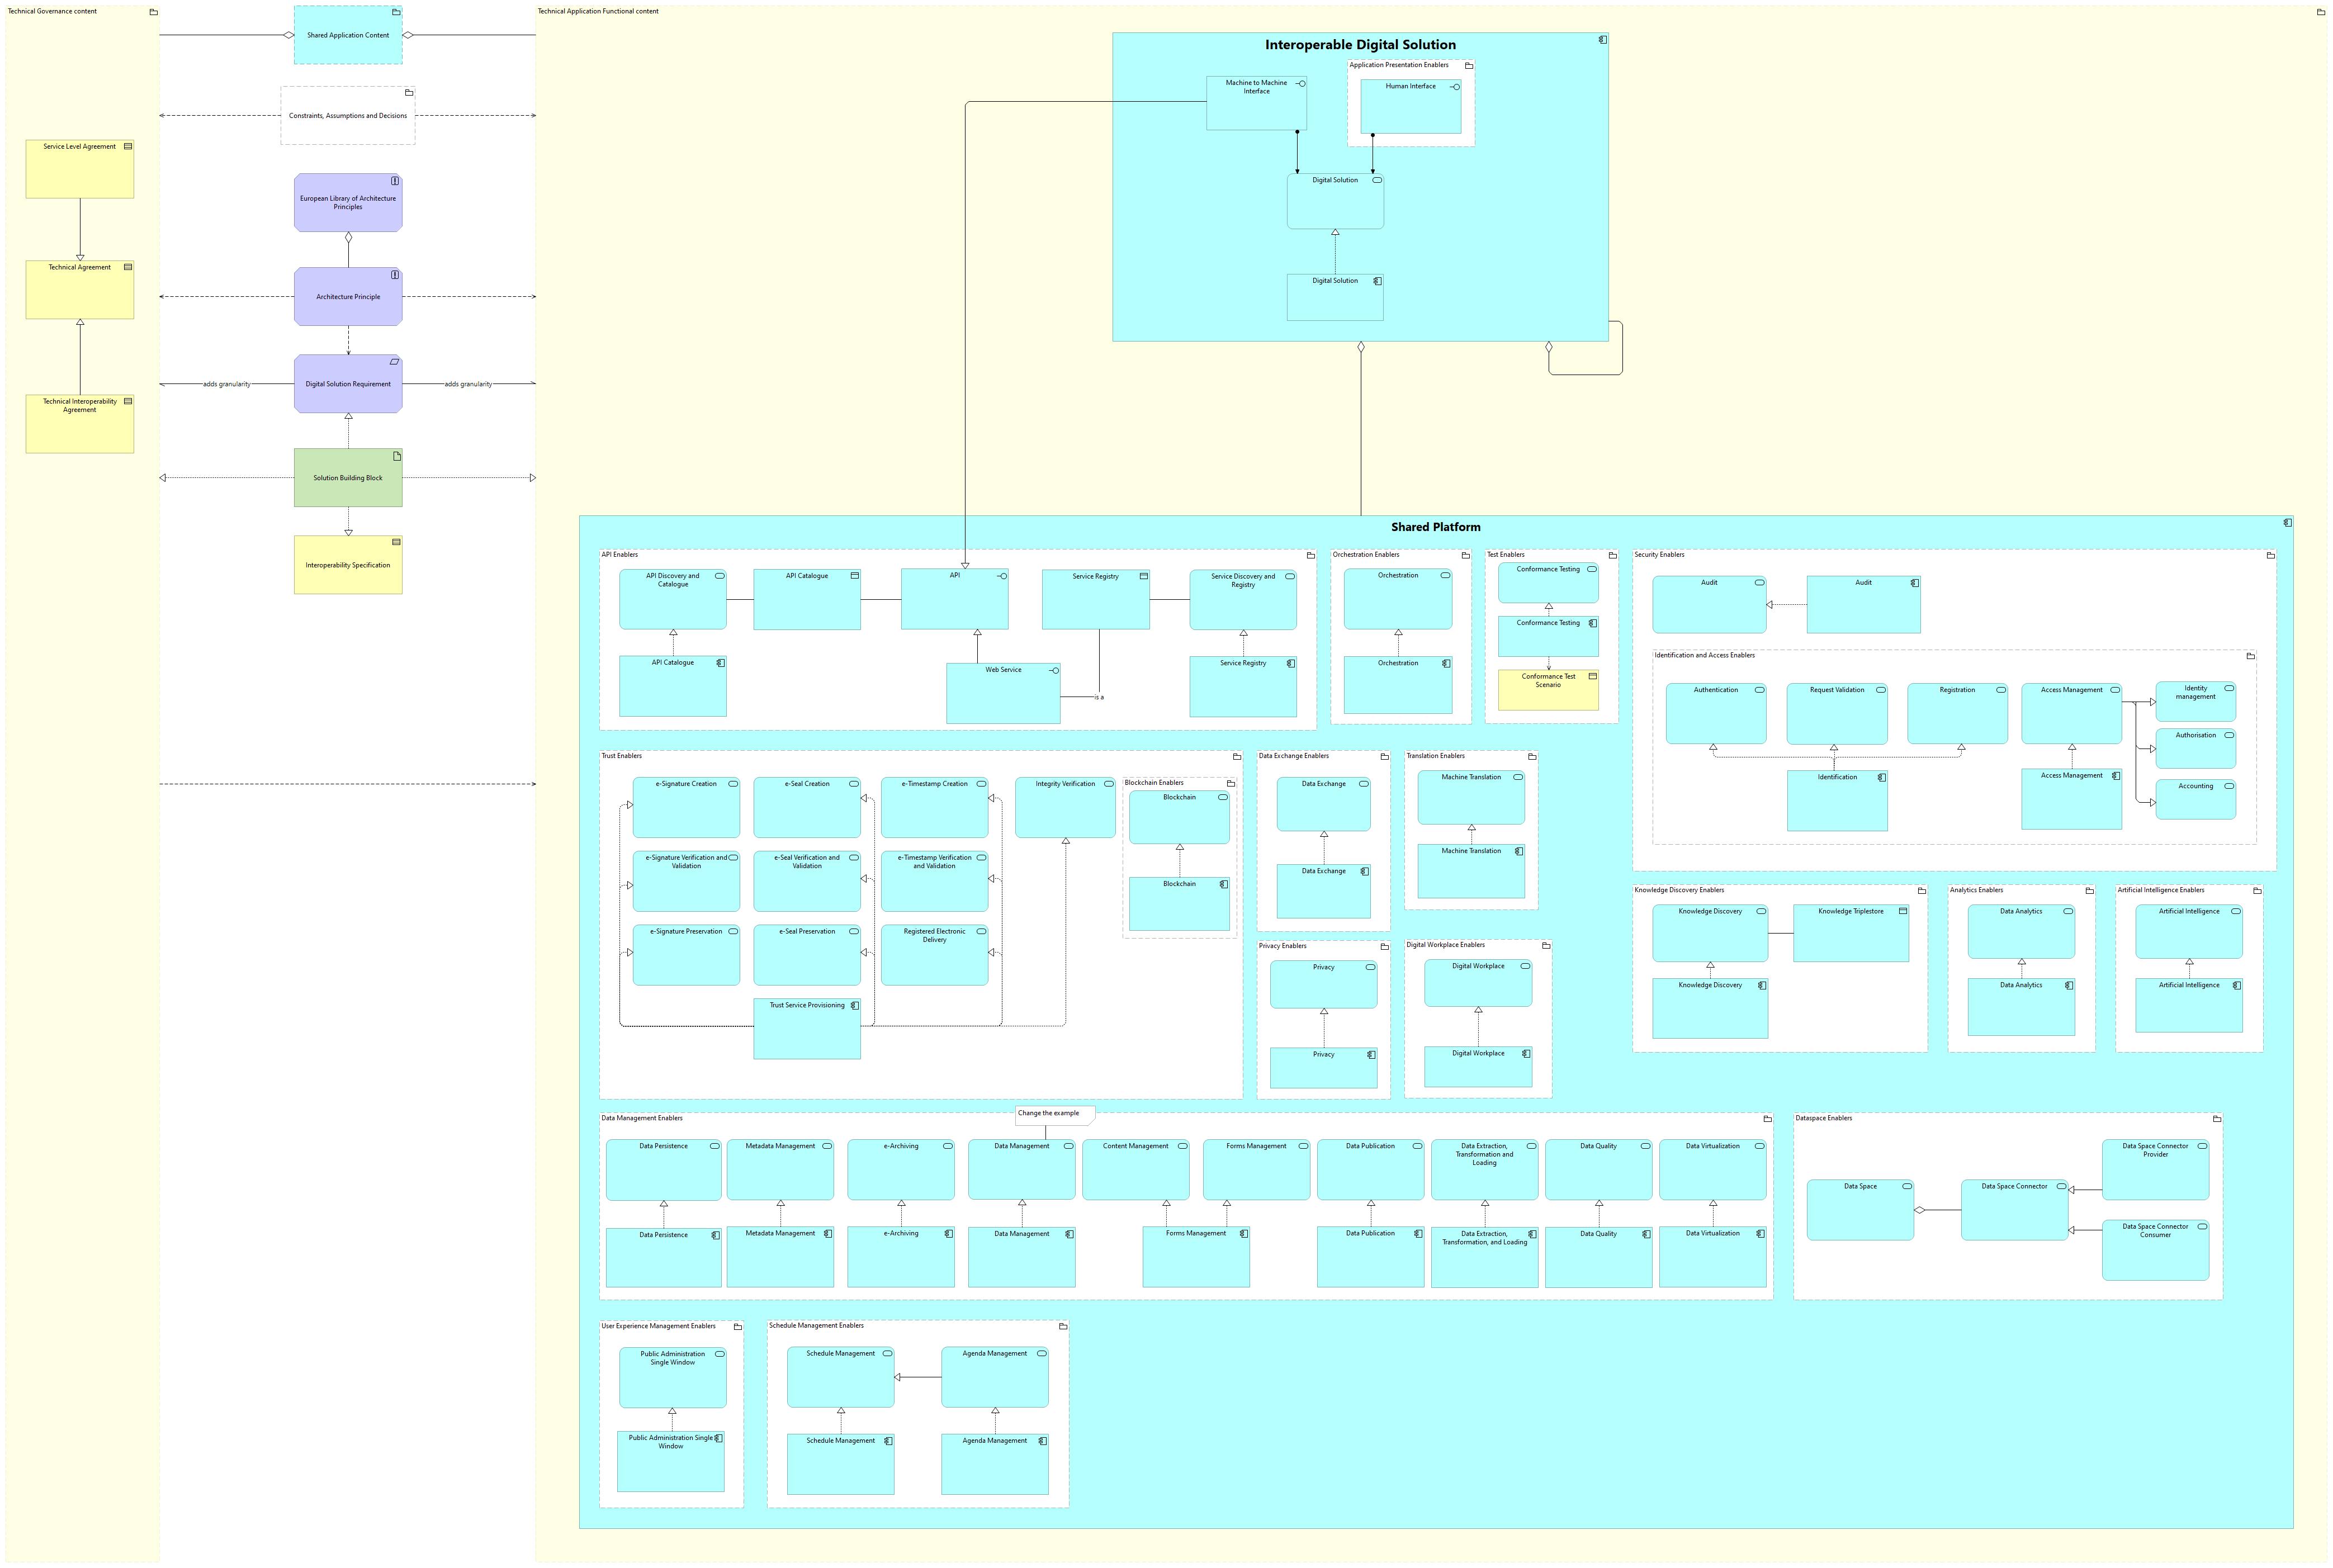 Technical Governance content
Shared Application Content
Technical Application Functional content
Constraints, Assumptions and Decisions
Service Level Agreement
European Library of Architecture
Principles
Technical Agreement
Architecture Principle
adds granularity
Digital Solution Requirement
adds granularity
Technical Interoperability
Agreement
Solution Building Block
Interoperability Specification
Interoperable Digital Solution
Machine to Machine
Interface
Application Presentation Enablers
Human Interface
Digital Solution
Digital Solution
Shared Platform
API Enablers
API Discovery and
Catalogue
API Catalogue
API
Service Registry
Service Discovery and
Registry
API Catalogue
Web Service
is a
Service Registry
Orchestration Enablers
Orchestration
Orchestration
Test Enablers
Conformance Testing
Conformance Testing
Conformance Test
Scenario
Security Enablers
Audit
Audit
Identification and Access Enablers
Authentication
Request Validation
Registration
Access Management
Identity
management
Authorisation
Accounting
Identification
Access Management
Trust Enablers
e-Signature Creation
e-Seal Creation
e-Timestamp Creation
Integrity Verification
Blockchain Enablers
Blockchain
Blockchain
e-Signature Verification and
Validation
e-Seal Verification and
Validation
e-Timestamp Verification
and Validation
e-Signature Preservation
e-Seal Preservation
Registered Electronic
Delivery
Trust Service Provisioning
Data Exchange Enablers
Data Exchange
Data Exchange
Translation Enablers
Machine Translation
Machine Translation
Privacy Enablers
Privacy
Privacy
Digital Workplace Enablers
Digital Workplace
Digital Workplace
Knowledge Discovery Enablers
Knowledge Discovery
Knowledge Triplestore
Knowledge Discovery
Analytics Enablers
Data Analytics
Data Analytics
Artificial Intelligence Enablers
Artificial Intelligence
Artificial Intelligence
Data Management Enablers
Change the example
Data Persistence
Metadata Management
e-Archiving
Data Management
Content Management
Forms Management
Data Publication
Data Extraction,
Transformation and
Loading
Data Quality
Data Virtualization
Data Persistence
Metadata Management
e-Archiving
Data Management
Forms Management
Data Publication
Data Extraction,
Transformation, and Loading
Data Quality
Data Virtualization
Dataspace Enablers
Data Space
Data Space Connector
Data Space Connector
Provider
Data Space Connector
Consumer
User Experience Management Enablers
Public Administration
Single Window
Public Administration Single
Window
Schedule Management Enablers
Schedule Management
Agenda Management
Schedule Management
Agenda Management